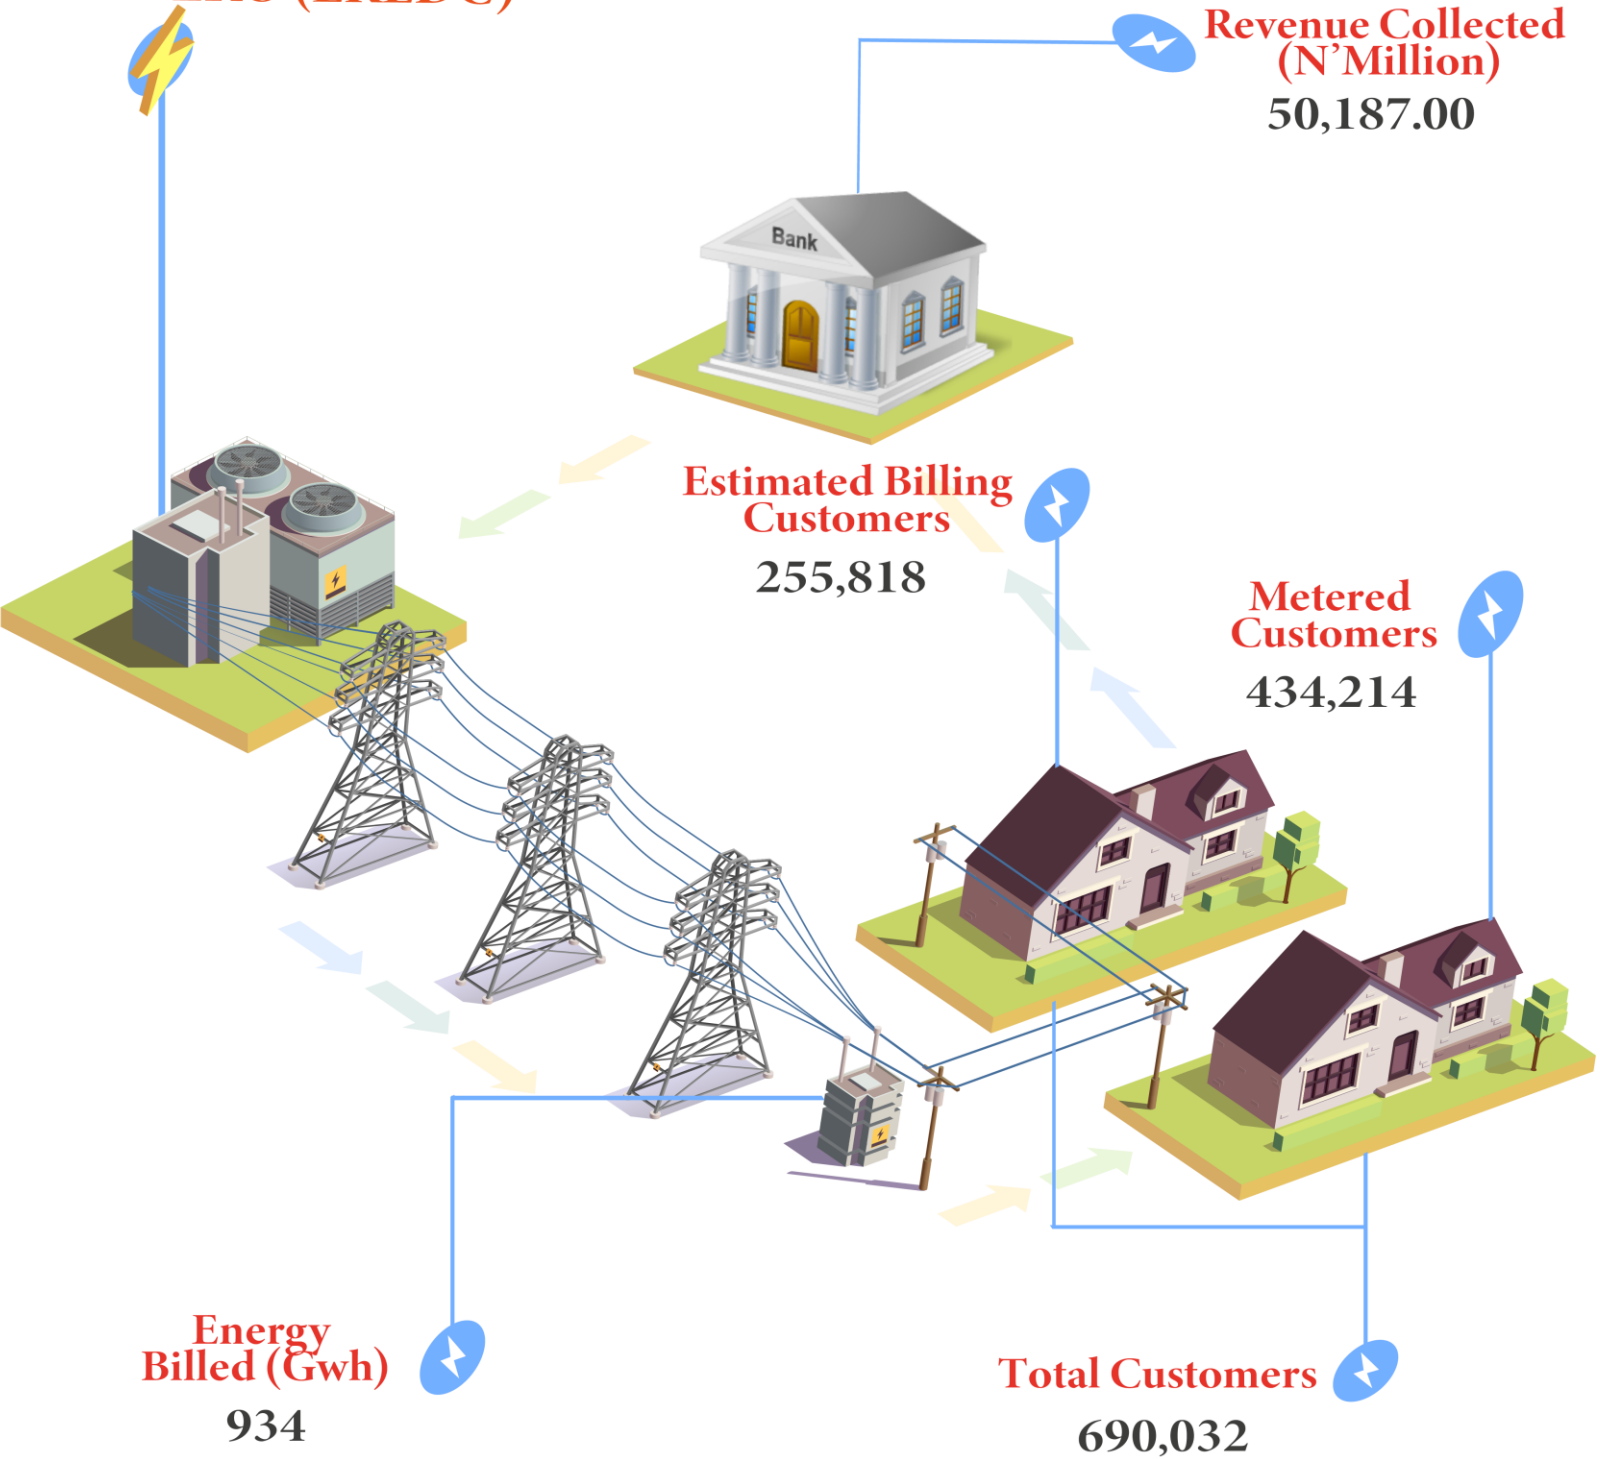 (EKEDC)
Revenue Collected
(N'Million)
50,187.00
Bank
Estimated Billing
Customers
255,818
Metered
Customers
434,214
Energy
Billed (Gwh)
934
Total Customers
690,032